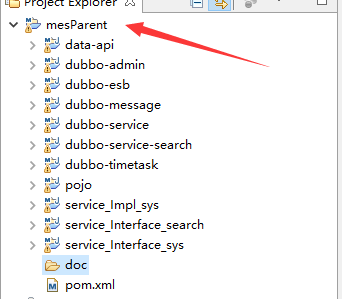 Project Explorer
mesParent
data-api
dubbo-admin
dubbo-esb
dubbo-message
dubbo-service
dubbo-service-search
dubbo-timetask
pojo
service_Impl_sys
service_Interface_search
service_Interface_sys
doc
pom.xml